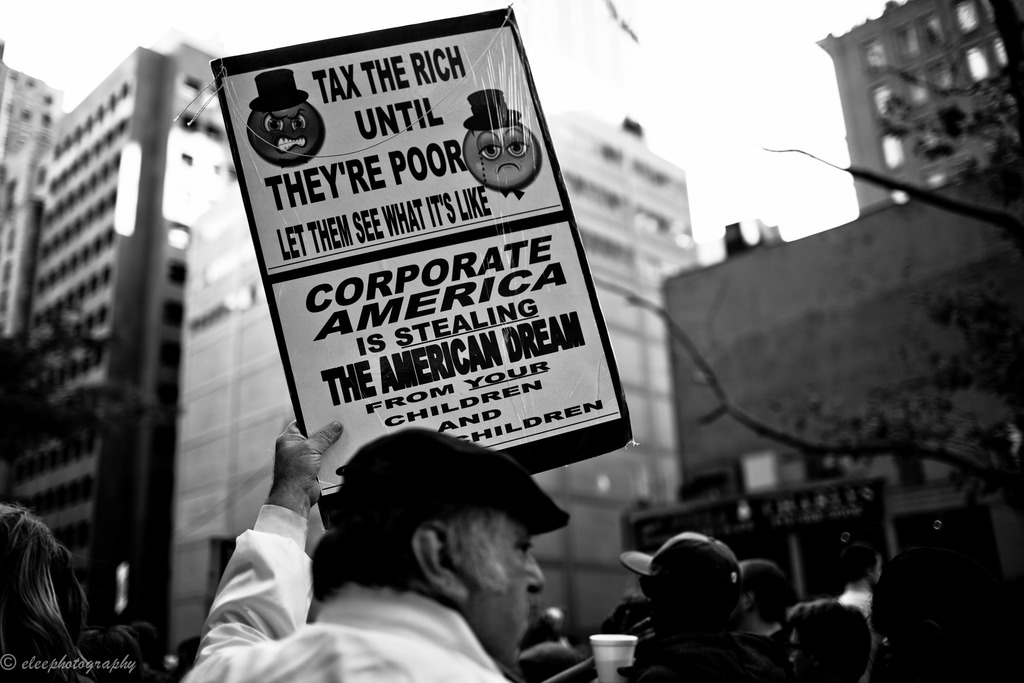 TAX THE RICH
UNTIL
THEY'RE POOR
LET THEM SEE WHAT IT'S LIKE
CORPORATE
AMERICA
IS STEALING
THE AMERICAN DREAM
FROM YOUR
CHILDREN
AND
CHILDREN
© eleephotography